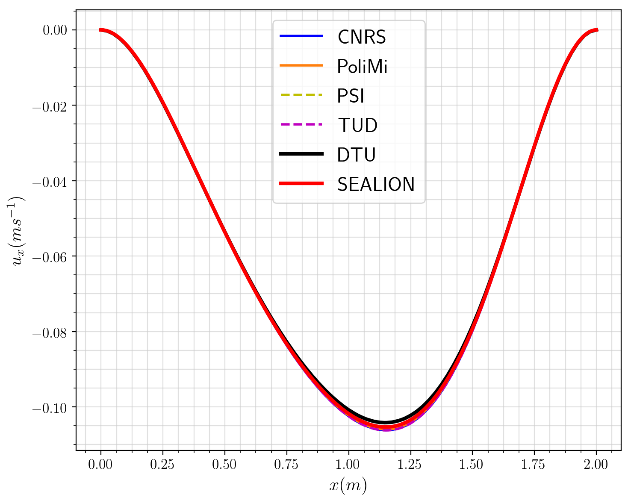 0.00
−0.02
−0.04
−0.06
−0.08
−0.10
u_x(ms^{-1})
CNRS
PoliMi
PSI
TUD
DTU
SEALION
0.00 0.25 0.50 0.75 1.00 1.25 1.50 1.75 2.00
x(m)